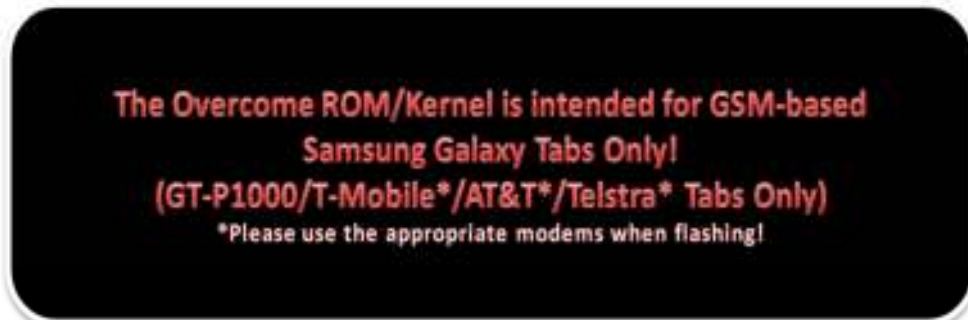 The Overcome ROM/Kernel is intended for GSM-based
Samsung Galaxy Tabs Only!
(GT-P1000/T-Mobile*/AT&T*/Telstra* Tabs Only)
*Please use the appropriate modems when flashing!